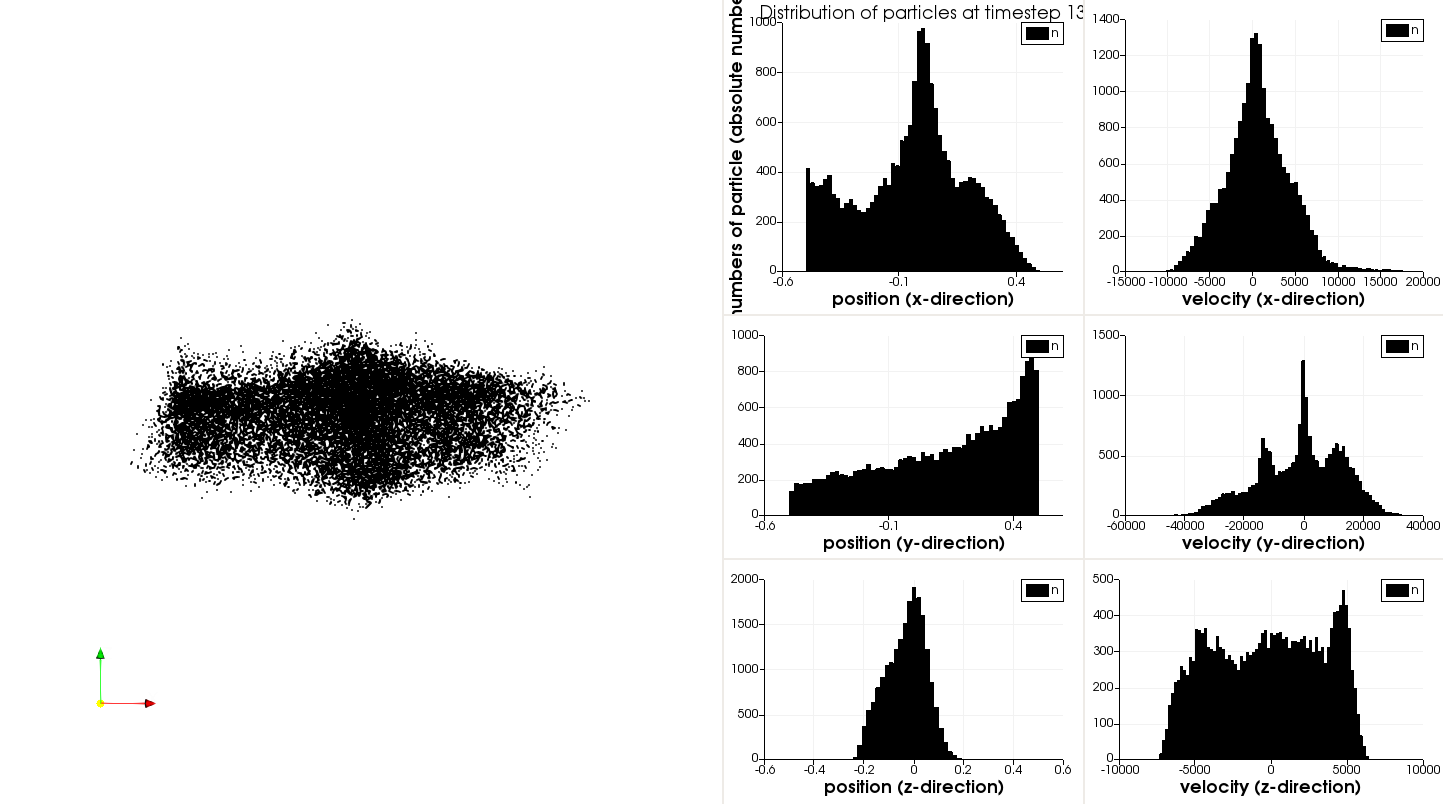 Distribution of particles at timestep 13
numbers of particle (absolute numbe
1000
800
600
400
200
0
-0.6 -0.1 0.4
position (x-direction)
n
1400
1200
1000
800
600
400
200
0
-15000 -10000 -5000 0 5000 10000 15000 20000
velocity (x-direction)
n
1000
800
600
400
200
0
-0.6 -0.1 0.4
position (y-direction)
n
1500
1000
500
0
-60000 -40000 -20000 0 20000 40000
velocity (y-direction)
n
2000
1500
1000
500
0
-0.6 -0.4 -0.2 0 0.2 0.4 0.6
position (z-direction)
n
500
400
300
200
100
0
-10000 -5000 0 5000 10000
velocity (z-direction)
n